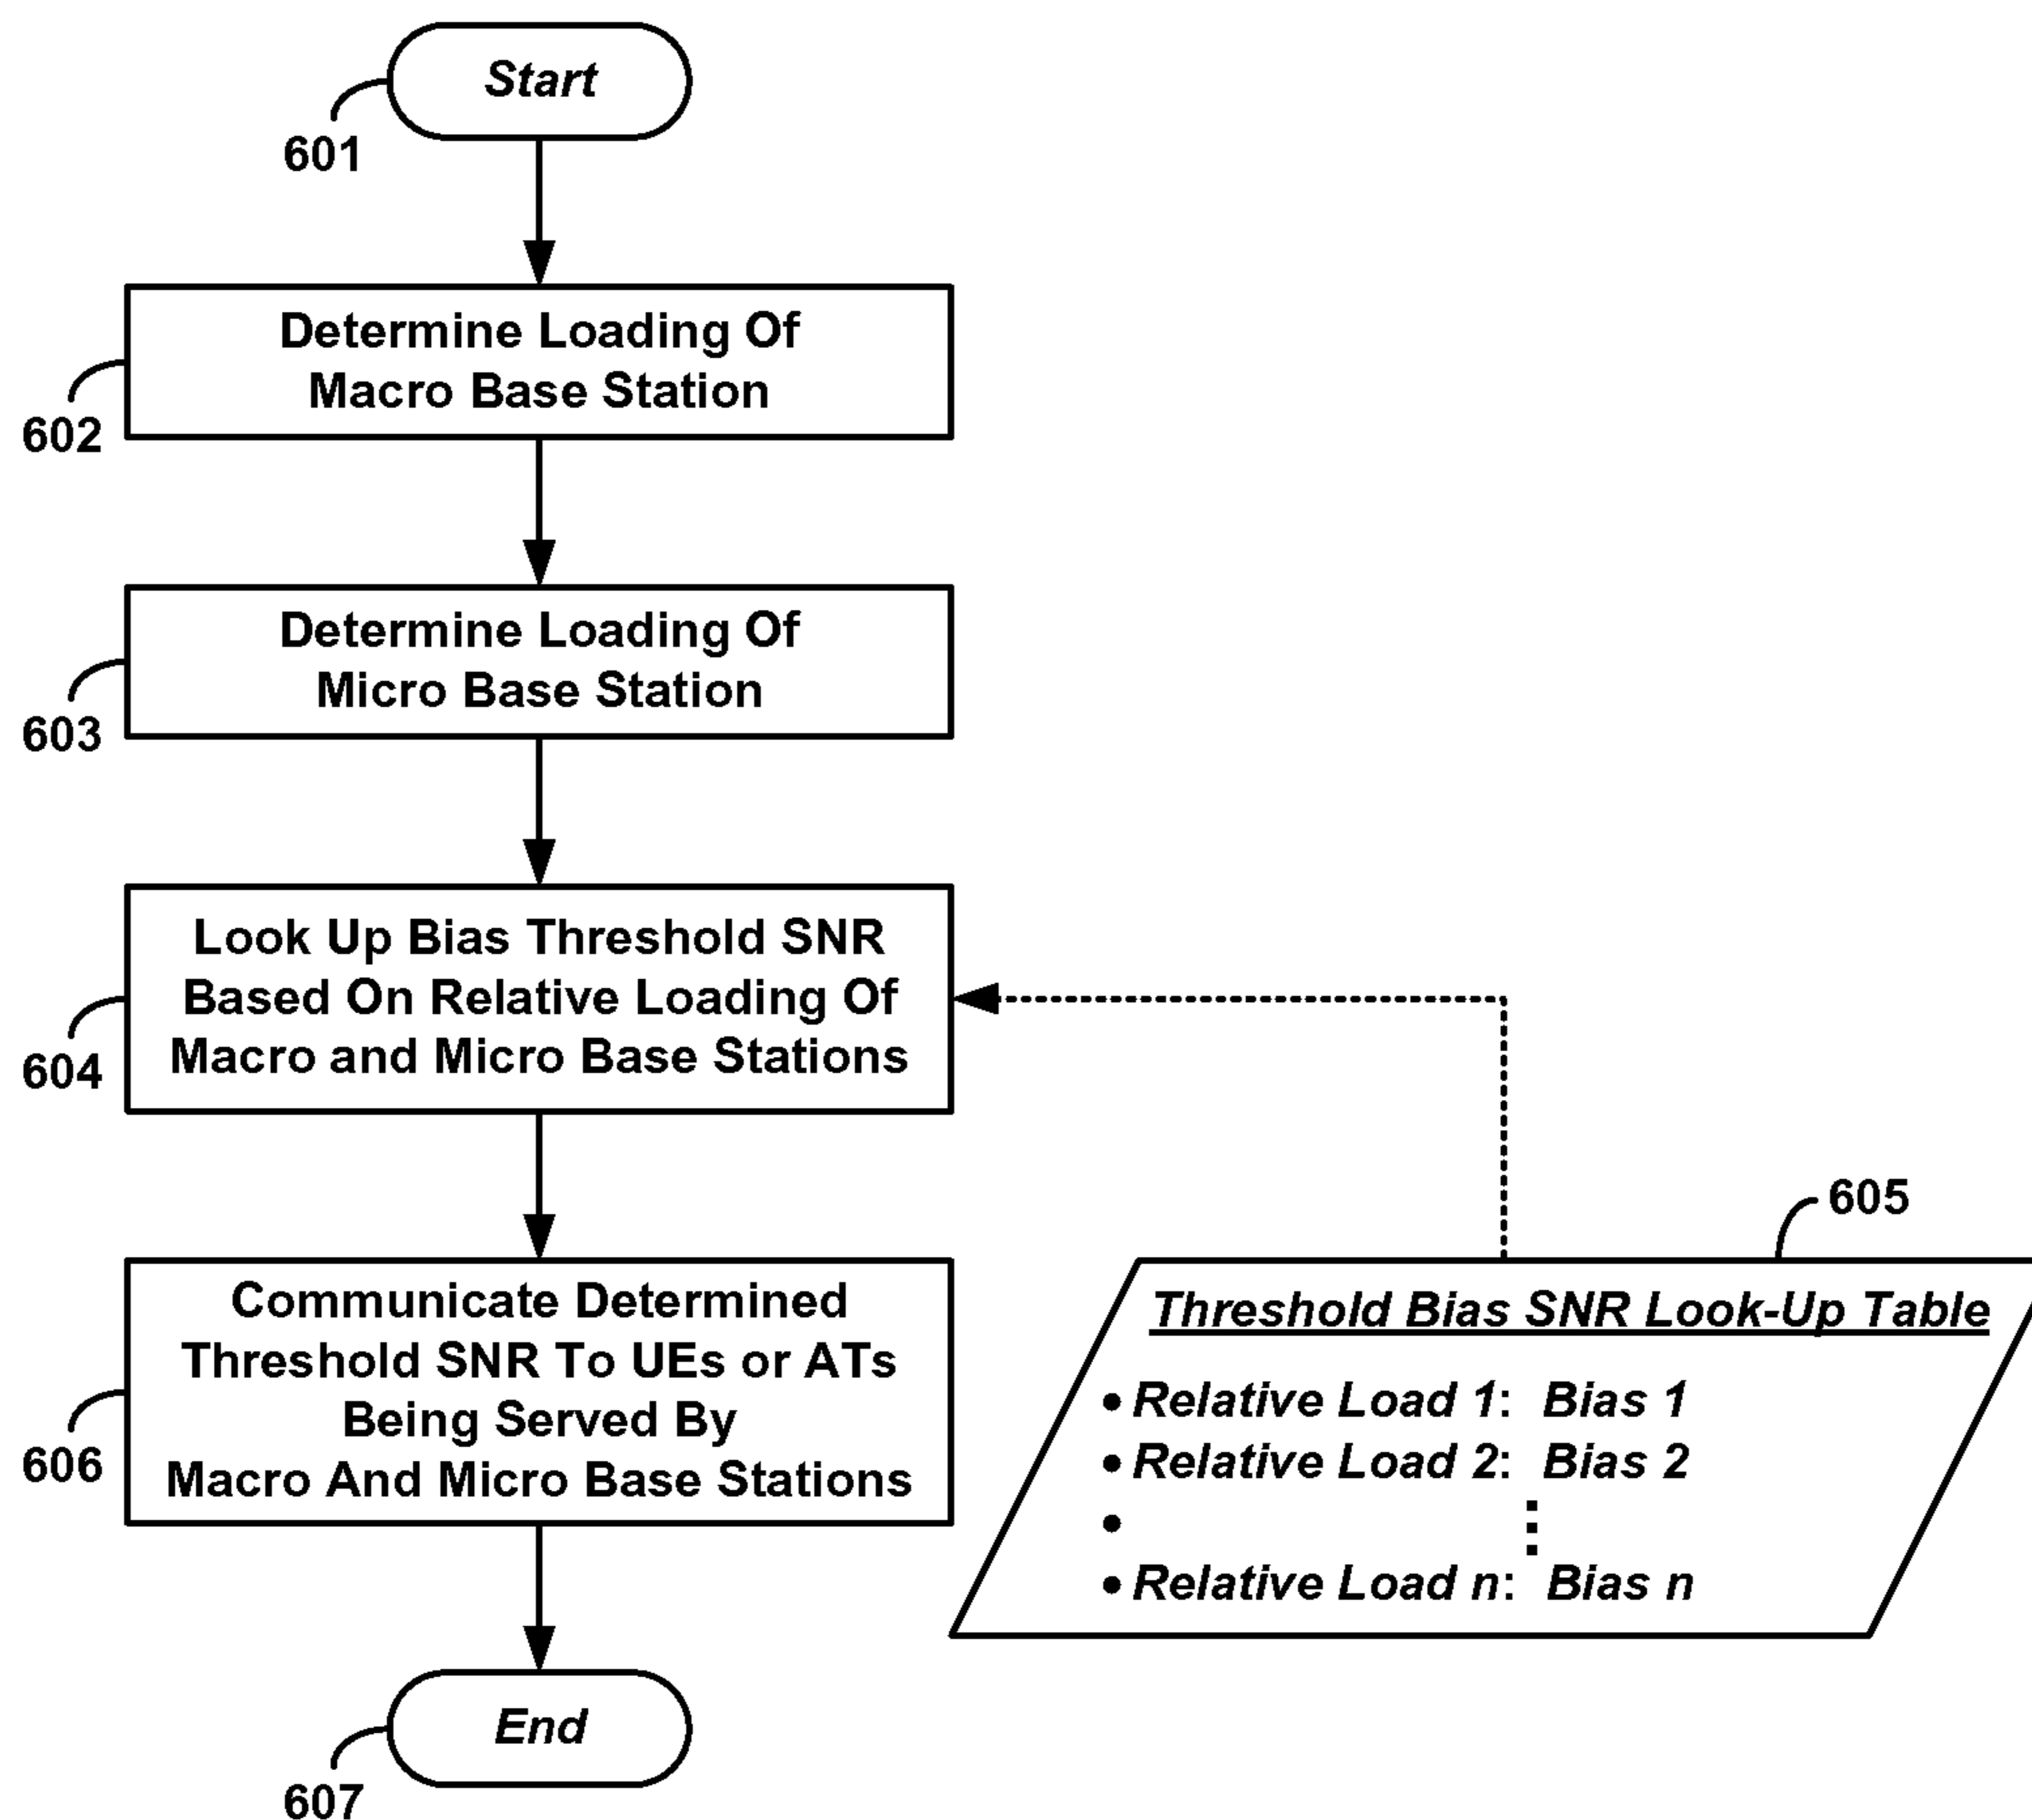 Start
601
Determine Loading Of
Macro Base Station
602
Determine Loading Of
Micro Base Station
603
Look Up Bias Threshold SNR
Based On Relative Loading Of
Macro and Micro Base Stations
604
605
Threshold Bias SNR Look-Up Table
• Relative Load 1: Bias 1
• Relative Load 2: Bias 2
• ⋮
• Relative Load n: Bias n
Communicate Determined
Threshold SNR To UEs or ATs
Being Served By
Macro And Micro Base Stations
606
End
607